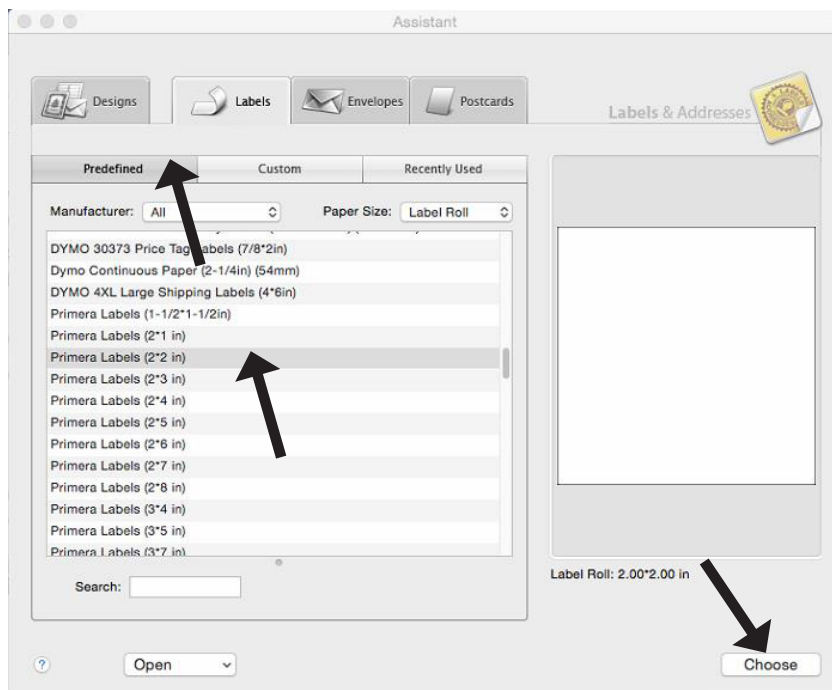 Assistant
Designs Labels Envelopes Postcards
Labels & Addresses
Predefined Custom Recently Used
Manufacturer: All Paper Size: Label Roll
DYMO 30373 Price Tag Labels (7/8*2in)
Dymo Continuous Paper (2-1/4in) (54mm)
DYMO 4XL Large Shipping Labels (4*6in)
Primera Labels (1-1/2*1-1/2in)
Primera Labels (2*1 in)
Primera Labels (2*2 in)
Primera Labels (2*3 in)
Primera Labels (2*4 in)
Primera Labels (2*5 in)
Primera Labels (2*6 in)
Primera Labels (2*7 in)
Primera Labels (2*8 in)
Primera Labels (3*4 in)
Primera Labels (3*5 in)
Primera Labels (3*7 in)
Label Roll: 2.00*2.00 in
Search:
? Open Choose